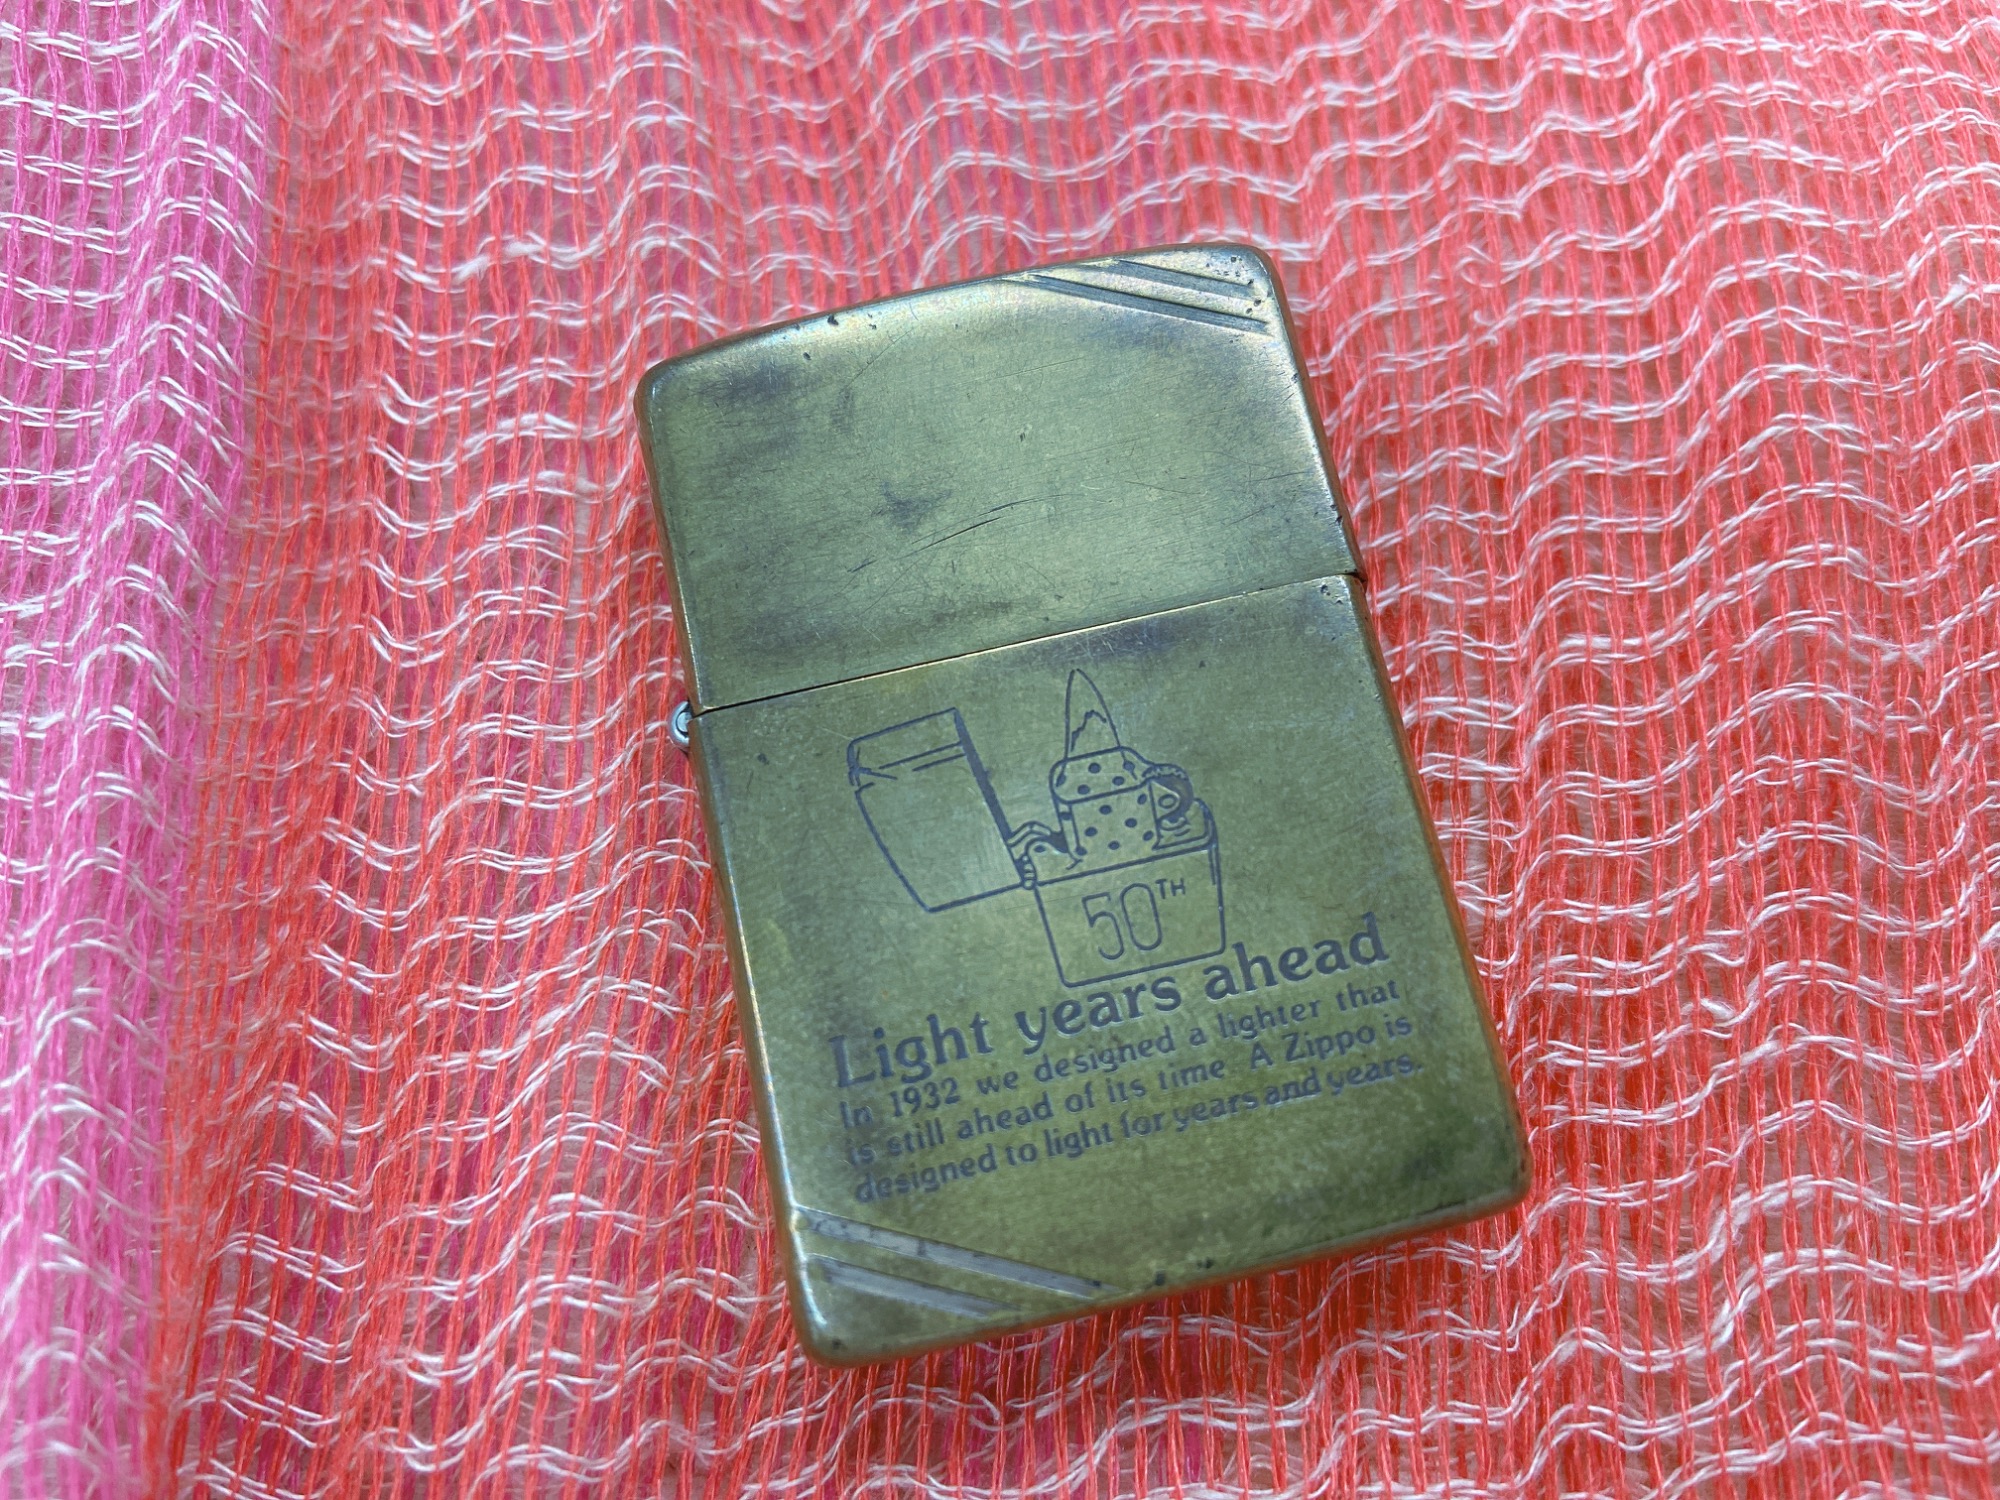 50TH
Light years ahead
In 1932 we designed a lighter that
is still ahead of its time A Zippo is
designed to light for years and years.